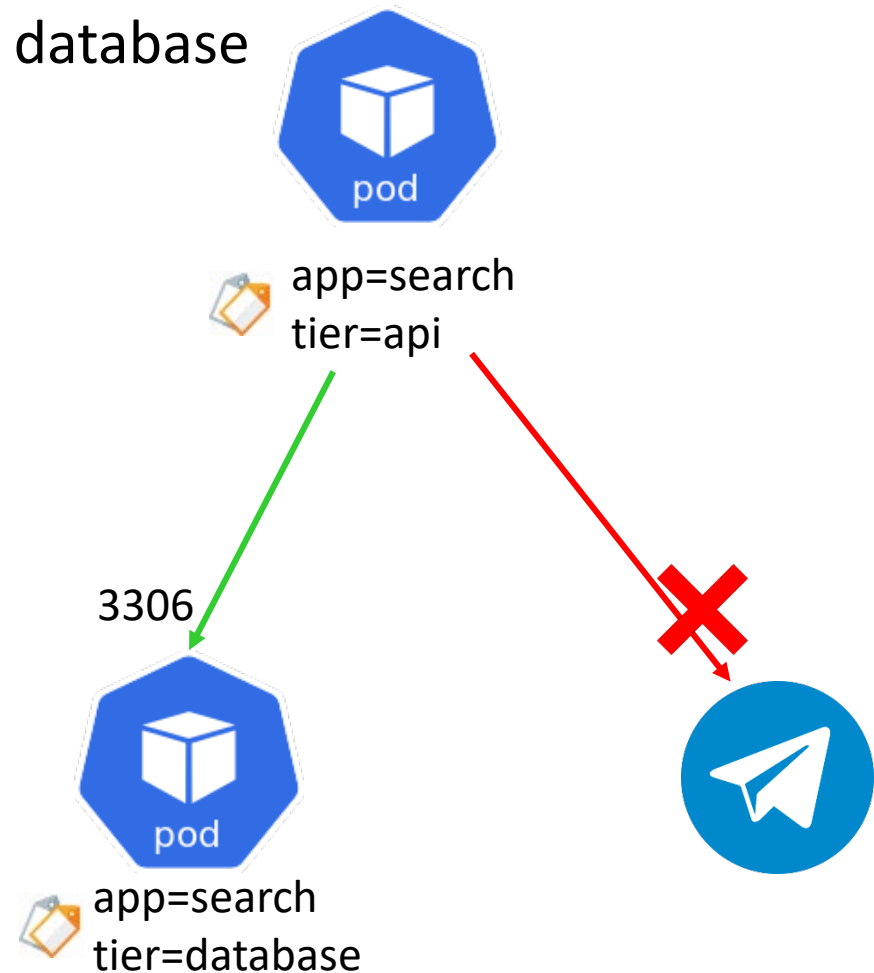 database
pod
app=search
tier=api
3306
pod
app=search
tier=database